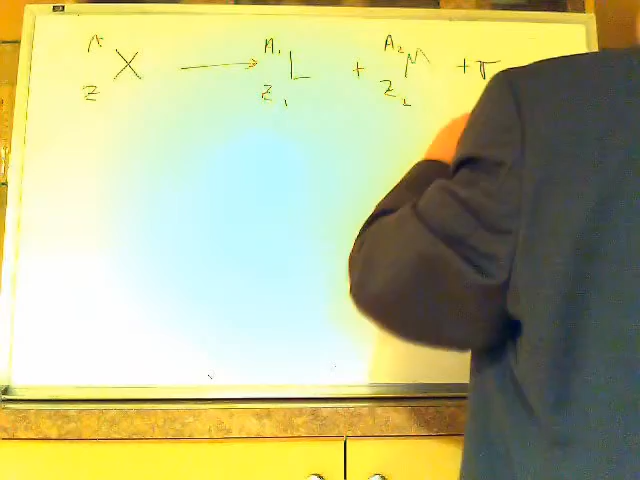 A X → A₁ L + A₂ M +
Z Z₁ Z₂